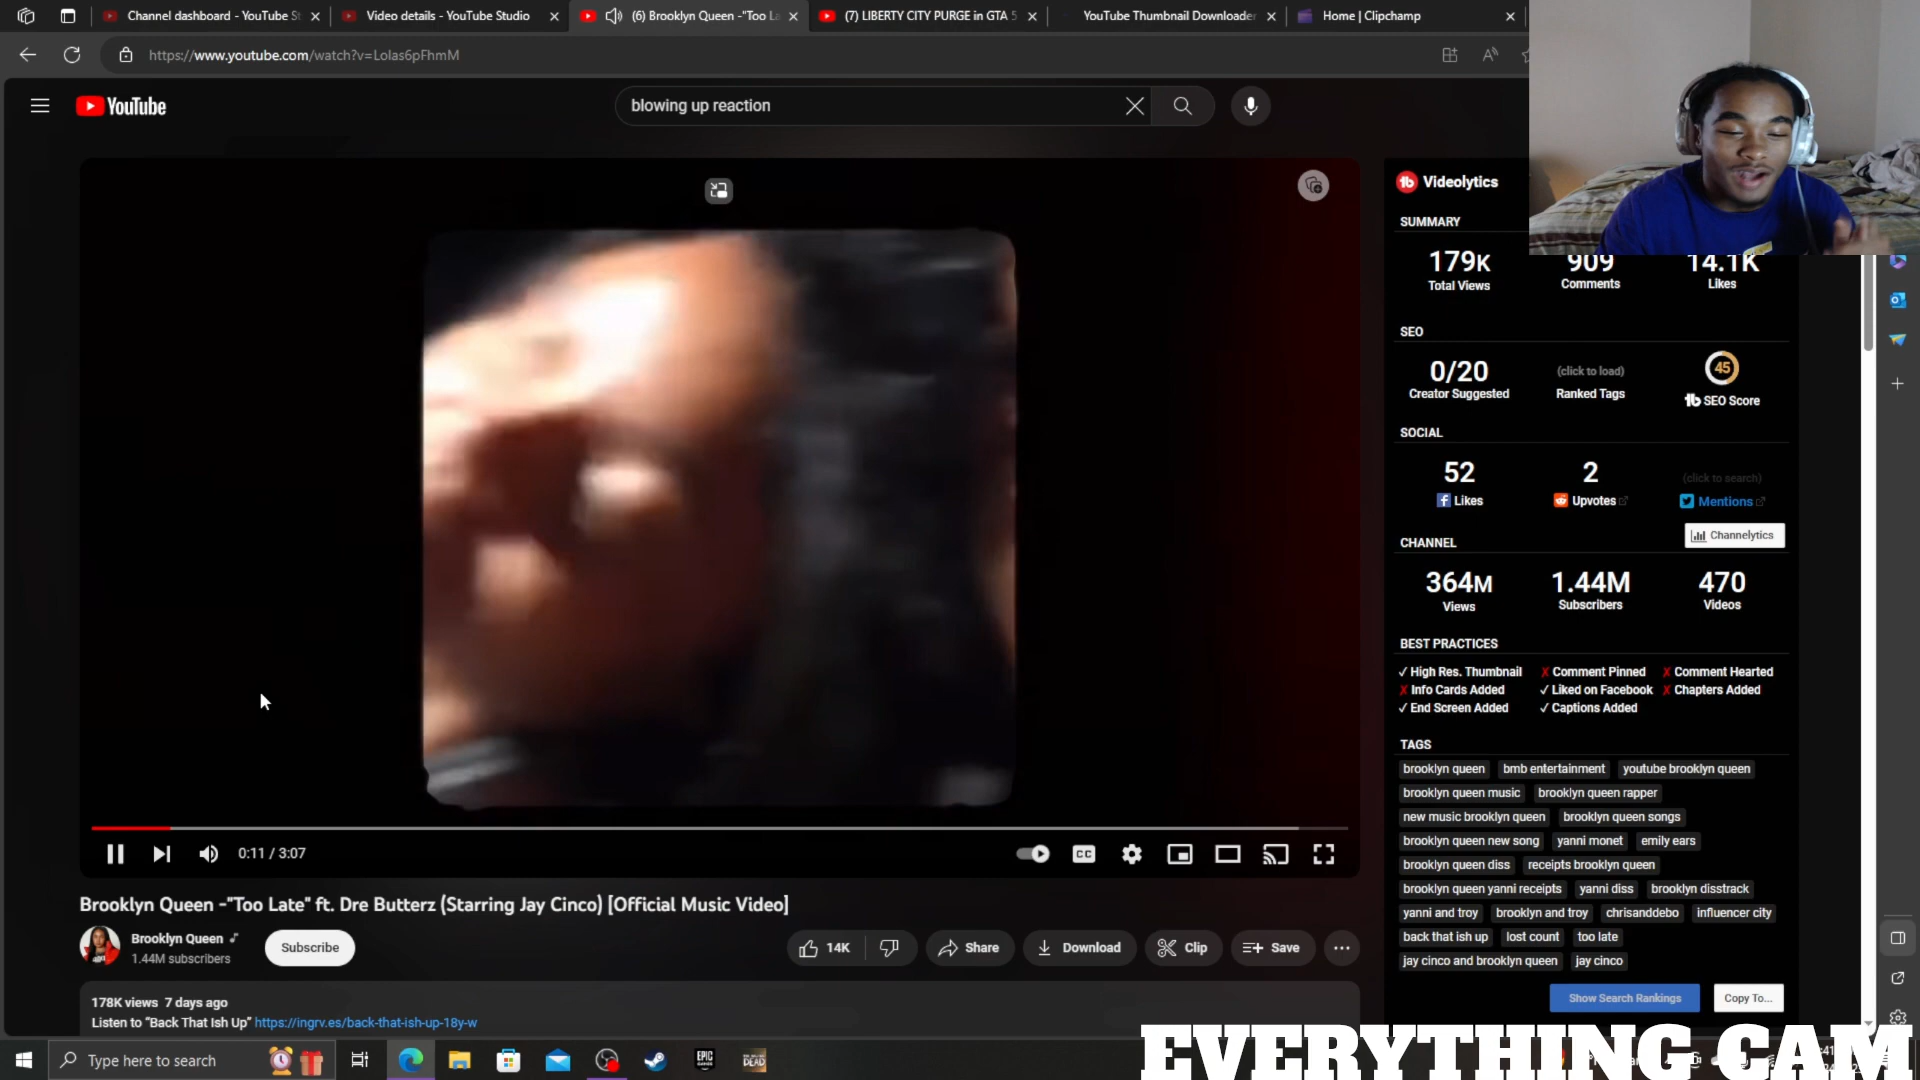 Channel dashboard - YouTube St
Video details - YouTube Studio
(6) Brooklyn Queen -"Too La
(7) LIBERTY CITY PURGE in GTA 5
YouTube Thumbnail Downloader
Home | Clipchamp
https://www.youtube.com/watch?v=Lolas6pFhmM
YouTube
blowing up reaction
Videolytics
SUMMARY
179K 909 14.1K
Total Views Comments Likes
SEO
0/20 (click to load) 45
Creator Suggested Ranked Tags SEO Score
SOCIAL
52 2 (click to search)
Likes Upvotes Mentions
Channelytics
CHANNEL
364M 1.44M 470
Views Subscribers Videos
BEST PRACTICES
✓ High Res. Thumbnail ✗ Comment Pinned ✗ Comment Hearted
✗ Info Cards Added ✓ Liked on Facebook ✗ Chapters Added
✓ End Screen Added ✓ Captions Added
TAGS
brooklyn queen bmb entertainment youtube brooklyn queen
brooklyn queen music brooklyn queen rapper
new music brooklyn queen brooklyn queen songs
brooklyn queen new song yanni monet emily ears
brooklyn queen diss receipts brooklyn queen
brooklyn queen yanni receipts yanni diss brooklyn disstrack
yanni and troy brooklyn and troy chrisanddebo influencer city
back that ish up lost count too late
jay cinco and brooklyn queen jay cinco
Show Search Rankings Copy To...
0:11 / 3:07
CC
Brooklyn Queen -"Too Late" ft. Dre Butterz (Starring Jay Cinco) [Official Music Video]
Brooklyn Queen
1.44M subscribers
Subscribe
14K Share Download Clip Save
178K views 7 days ago
Listen to “Back That Ish Up” https://ingrv.es/back-that-ish-up-18y-w
Type here to search
EPIC
DEAD
EVERYTHING CAM